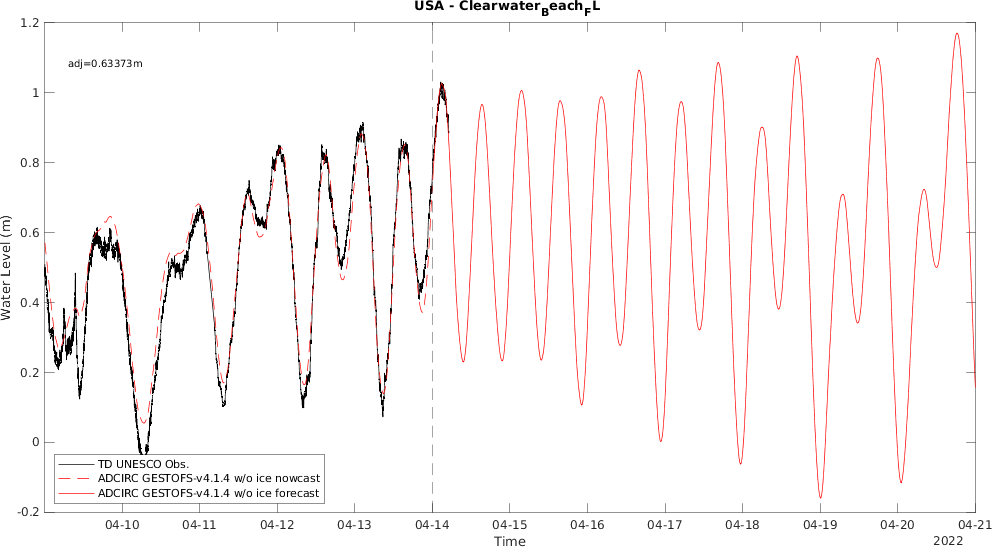 USA - Clearwater_Beach_FL
1.2
1
0.8
0.6
0.4
0.2
0
-0.2
Water Level (m)
adj=0.63373m
TD UNESCO Obs.
ADCIRC GESTOFS-v4.1.4 w/o ice nowcast
ADCIRC GESTOFS-v4.1.4 w/o ice forecast
04-10 04-11 04-12 04-13 04-14 04-15 04-16 04-17 04-18 04-19 04-20 04-21
Time
2022